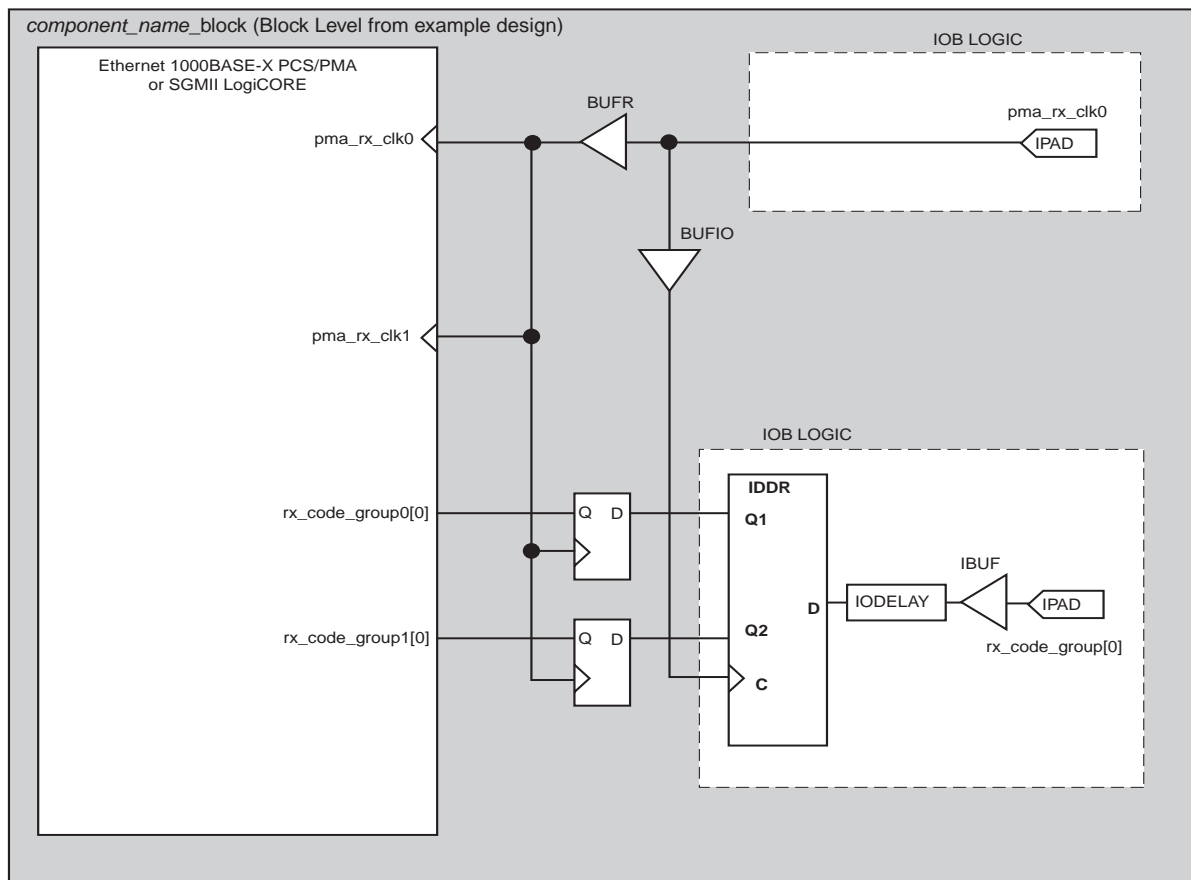 component_name_block (Block Level from example design)
Ethernet 1000BASE-X PCS/PMA
or SGMII LogiCORE
IOB LOGIC
BUFR
pma_rx_clk0
pma_rx_clk0
IPAD
BUFIO
pma_rx_clk1
IOB LOGIC
IDDR
rx_code_group0[0]
Q D
Q1
IBUF
D
IODELAY
IPAD
rx_code_group1[0]
Q D
Q2
rx_code_group[0]
C